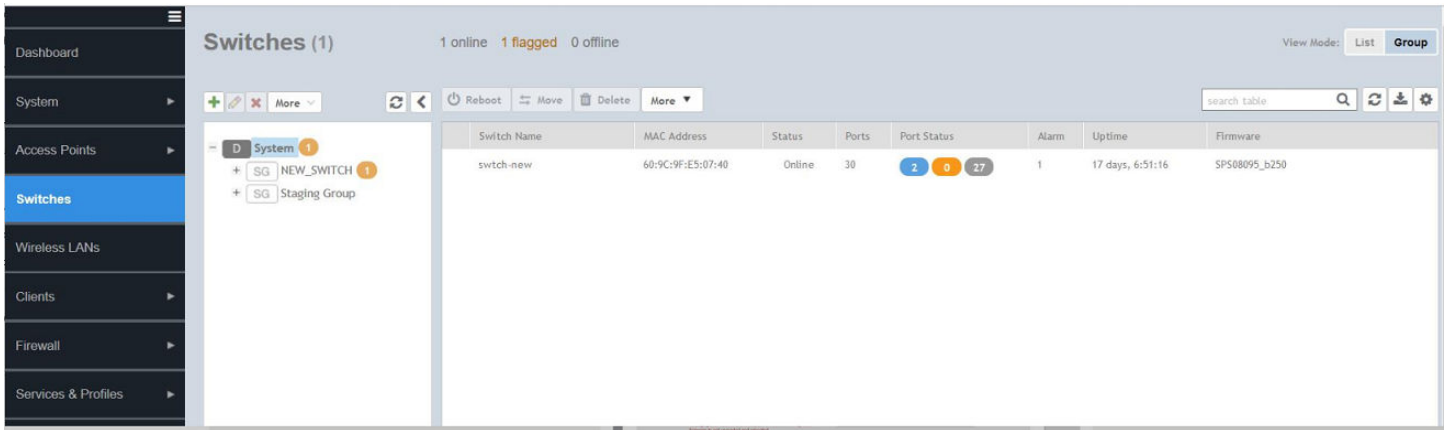 Dashboard
System
Access Points
Switches
Wireless LANs
Clients
Firewall
Services & Profiles
Switches (1) 1 online 1 flagged 0 offline
View Mode: List Group
More
Reboot Move Delete More
search table
D System 1
SG NEW_SWITCH 1
SG Staging Group
Switch Name MAC Address Status Ports Port Status Alarm Uptime Firmware
swtch-new 60:9C:9F:E5:07:40 Online 30 2 0 27 1 17 days, 6:51:16 SPS08095_b250